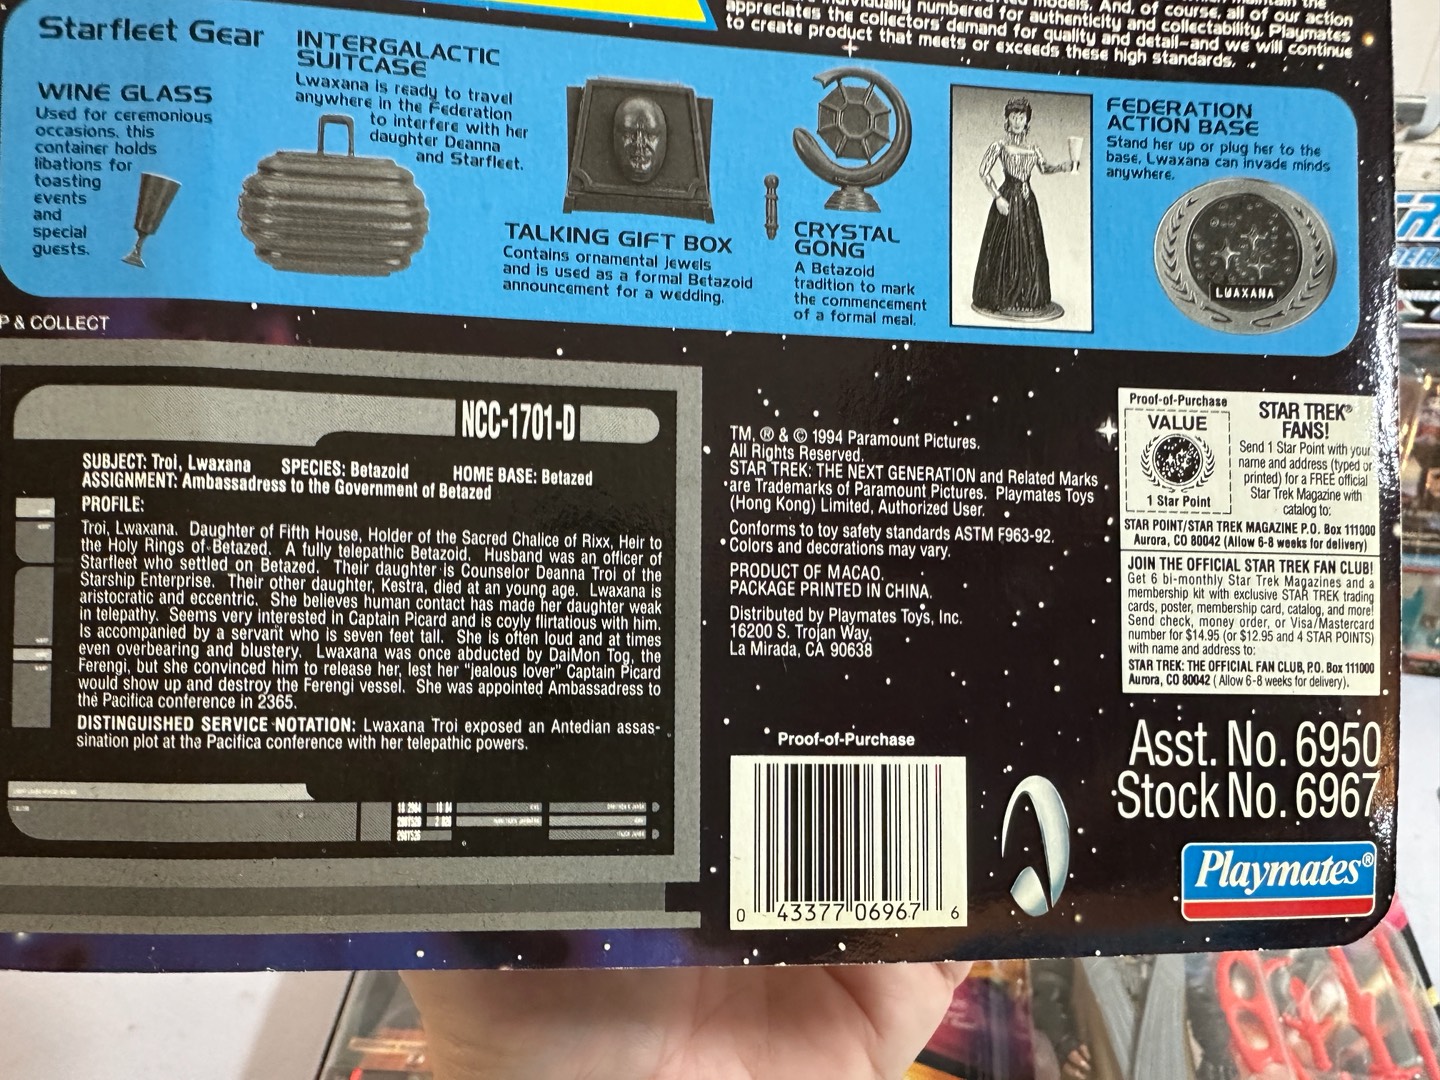 individually numbered for authenticity and collectability. Playmates
appreciates the collectors' demand for quality and detail-and we will continue
to create product that meets or exceeds these high standards.
Starfleet Gear
WINE GLASS
Used for ceremonious
occasions, this
container holds
libations for
toasting
events
and
special
guests.
INTERGALACTIC
SUITCASE
Lwaxana is ready to travel
anywhere in the Federation
to interfere with her
daughter Deanna
and Starfleet.
TALKING GIFT BOX
Contains ornamental jewels
and is used as a formal Betazoid
announcement for a wedding.
CRYSTAL
GONG
A Betazoid
tradition to mark
the commencement
of a formal meal.
FEDERATION
ACTION BASE
Stand her up or plug her to the
base, Lwaxana can invade minds
anywhere.
LWAXANA
P & COLLECT
NCC-1701-D
SUBJECT: Troi, Lwaxana SPECIES: Betazoid HOME BASE: Betazed
ASSIGNMENT: Ambassadress to the Government of Betazed
PROFILE:
Troi, Lwaxana. Daughter of Fifth House, Holder of the Sacred Chalice of Rixx, Heir to
the Holy Rings of Betazed. A fully telepathic Betazoid. Husband was an officer of
Starfleet who settled on Betazed. Their daughter is Counselor Deanna Troi of the
Starship Enterprise. Their other daughter, Kestra, died at an young age. Lwaxana is
aristocratic and eccentric. She believes human contact has made her daughter weak
in telepathy. Seems very interested in Captain Picard and is coyly flirtatious with him.
Is accompanied by a servant who is seven feet tall. She is often loud and at times
even overbearing and blustery. Lwaxana was once abducted by DaiMon Tog, the
Ferengi, but she convinced him to release her, lest her "jealous lover" Captain Picard
would show up and destroy the Ferengi vessel. She was appointed Ambassadress to
the Pacifica conference in 2365.
DISTINGUISHED SERVICE NOTATION: Lwaxana Troi exposed an Antedian assas-
sination plot at the Pacifica conference with her telepathic powers.
TM, ® & © 1994 Paramount Pictures.
All Rights Reserved.
STAR TREK: THE NEXT GENERATION and Related Marks
are Trademarks of Paramount Pictures. Playmates Toys
(Hong Kong) Limited, Authorized User.
Conforms to toy safety standards ASTM F963-92.
Colors and decorations may vary.
PRODUCT OF MACAO.
PACKAGE PRINTED IN CHINA.
Distributed by Playmates Toys, Inc.
16200 S. Trojan Way,
La Mirada, CA 90638
Proof-of-Purchase
VALUE
1 Star Point
STAR TREK®
FANS!
Send 1 Star Point with your
name and address (typed or
printed) for a FREE official
Star Trek Magazine with
catalog to:
STAR POINT/STAR TREK MAGAZINE P.O. Box 111000
Aurora, CO 80042 (Allow 6-8 weeks for delivery)
JOIN THE OFFICIAL STAR TREK FAN CLUB!
Get 6 bi-monthly Star Trek Magazines and a
membership kit with exclusive STAR TREK trading
cards, poster, membership card, catalog, and more!
Send check, money order, or Visa/Mastercard
number for $14.95 (or $12.95 and 4 STAR POINTS)
with name and address to:
STAR TREK: THE OFFICIAL FAN CLUB, P.O. Box 111000
Aurora, CO 80042 (Allow 6-8 weeks for delivery).
Proof-of-Purchase
0 43377 06967 6
Asst. No. 6950
Stock No. 6967
Playmates®